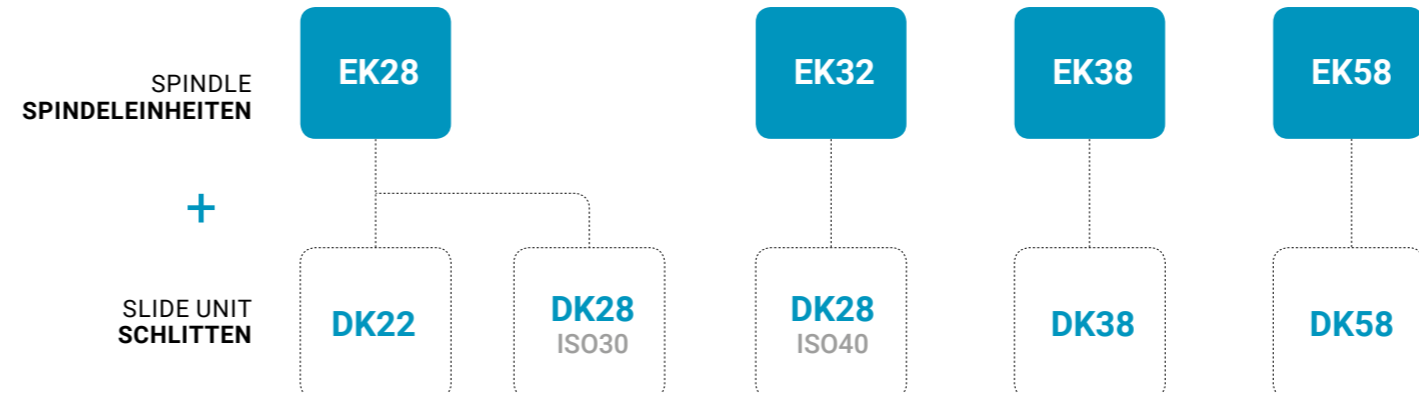 SPINDLE
SPINDELEINHEITEN
EK28
EK32
EK38
EK58
+
SLIDE UNIT
SCHLITTEN
DK22
DK28
ISO30
DK28
ISO40
DK38
DK58